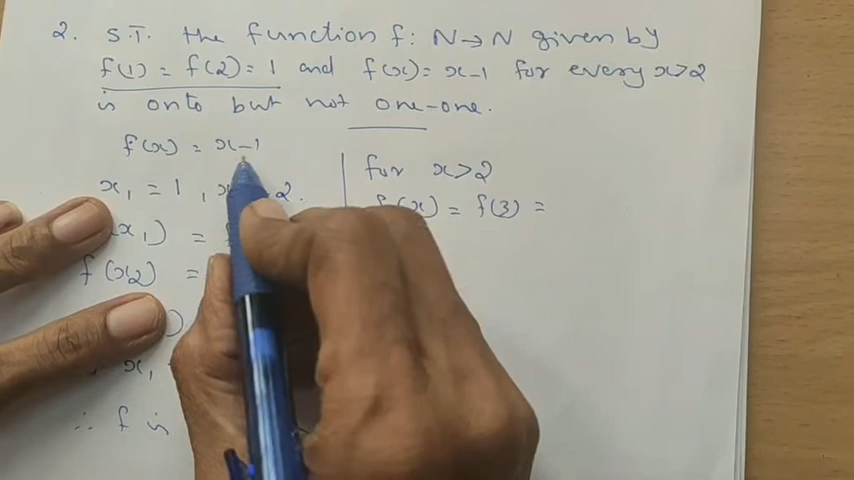 2. S.T. the function f: N→N given by
f(1) = f(2) = 1 and f(x) = x-1 for every x>2
is onto but not one-one.
f(x) = x-1
x₁ = 1 , 2.
x₁) =
f(x₂) =
)
x₁
∴ f is
for x>2
f(x) = f(3) =